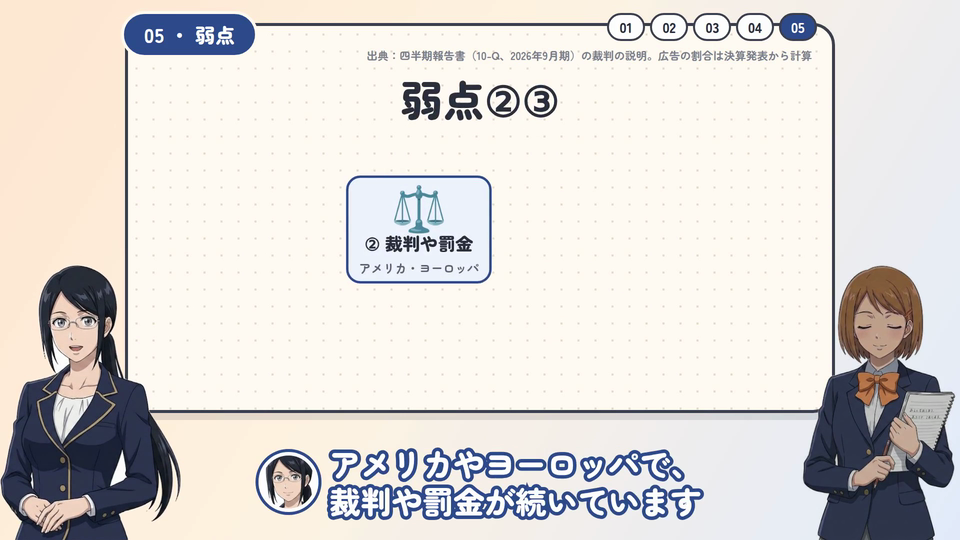 05 ・ 弱点
01 02 03 04 05
出典：四半期報告書（10-Q、2026年9月期）の裁判の説明。広告の割合は決算発表から計算
弱点②③
② 裁判や罰金
アメリカ・ヨーロッパ
アメリカやヨーロッパで、
裁判や罰金が続いています